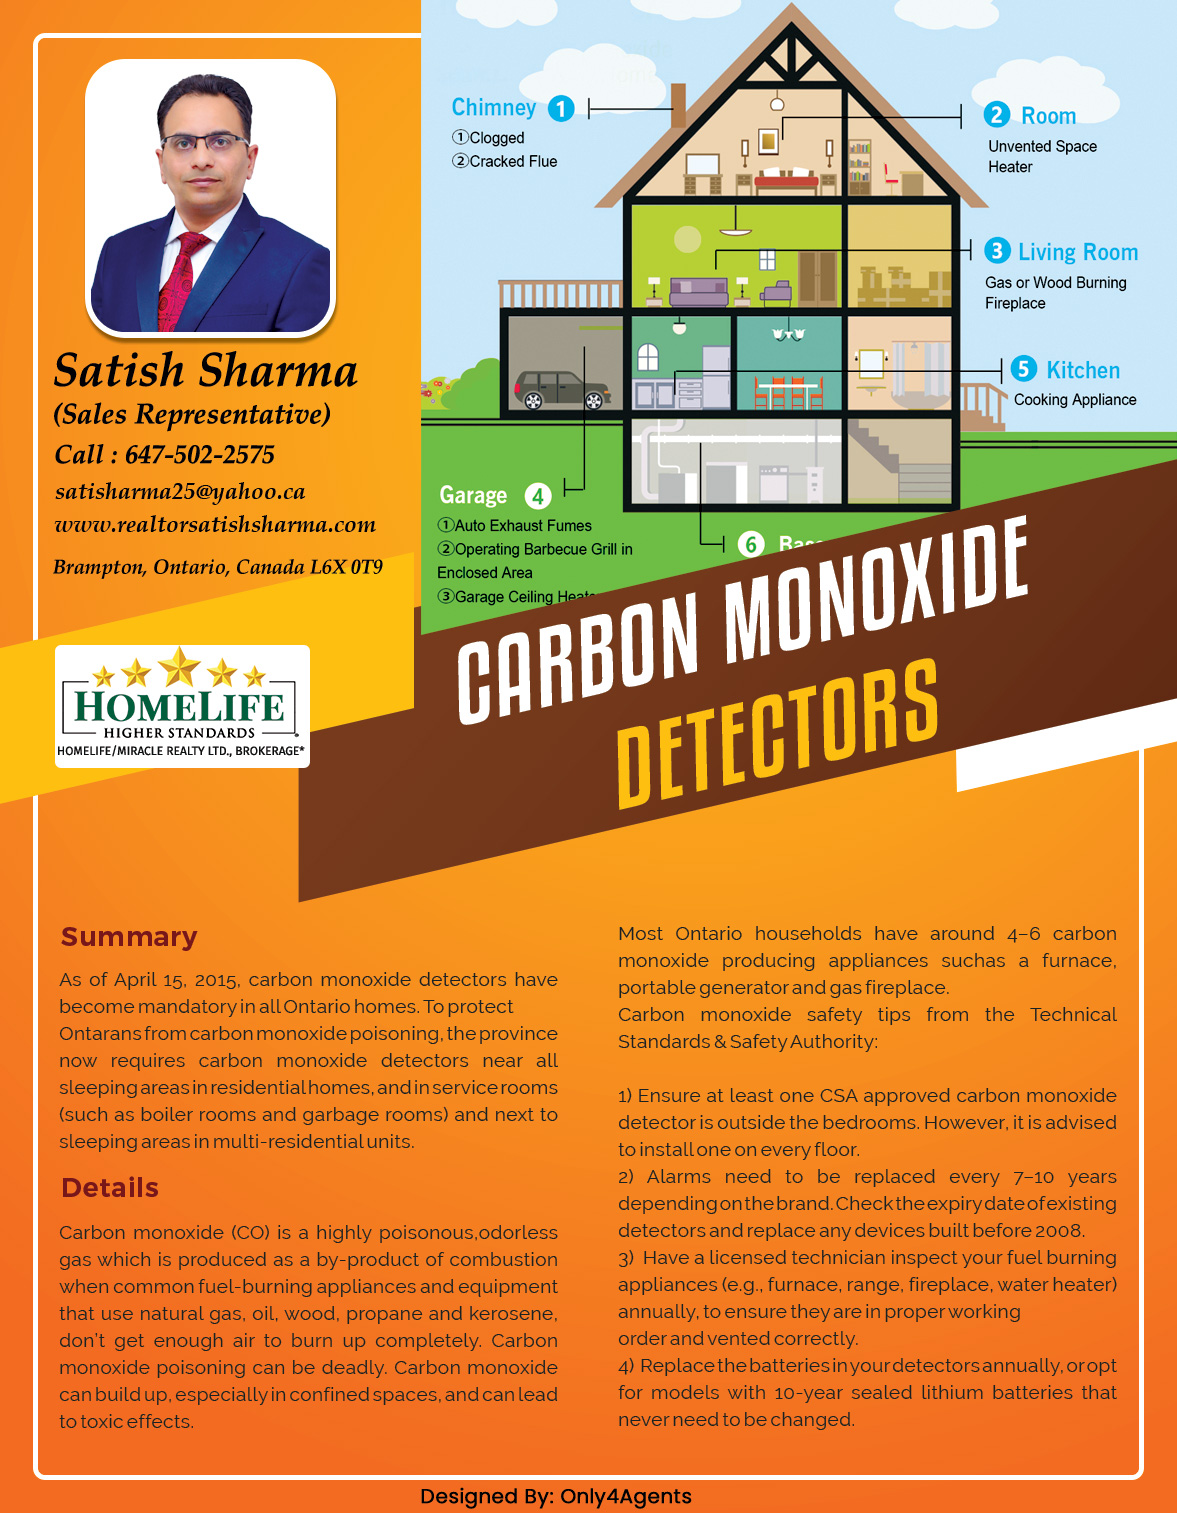 Satish Sharma
(Sales Representative)
Call : 647-502-2575
satisharma25@yahoo.ca
www.realtorsatishsharma.com
Brampton, Ontario, Canada L6X 0T9
HOMELIFE
HIGHER STANDARDS
HOMELIFE/MIRACLE REALTY LTD., BROKERAGE*
Chimney 1
①Clogged
②Cracked Flue
2 Room
Unvented Space
Heater
3 Living Room
Gas or Wood Burning
Fireplace
5 Kitchen
Cooking Appliance
Garage 4
①Auto Exhaust Fumes
②Operating Barbecue Grill in
Enclosed Area
③Garage Ceiling
6
CARBON MONOXIDE
DETECTORS
Summary
As of April 15, 2015, carbon monoxide detectors have
become mandatory in all Ontario homes. To protect
Ontarans from carbon monoxide poisoning, the province
now requires carbon monoxide detectors near all
sleeping areas in residential homes, and in service rooms
(such as boiler rooms and garbage rooms) and next to
sleeping areas in multi-residential units.
Details
Carbon monoxide (CO) is a highly poisonous,odorless
gas which is produced as a by-product of combustion
when common fuel-burning appliances and equipment
that use natural gas, oil, wood, propane and kerosene,
don't get enough air to burn up completely. Carbon
monoxide poisoning can be deadly. Carbon monoxide
can build up, especially in confined spaces, and can lead
to toxic effects.
Most Ontario households have around 4–6 carbon
monoxide producing appliances suchas a furnace,
portable generator and gas fireplace.
Carbon monoxide safety tips from the Technical
Standards & Safety Authority:
1) Ensure at least one CSA approved carbon monoxide
detector is outside the bedrooms. However, it is advised
to install one on every floor.
2) Alarms need to be replaced every 7–10 years
depending on the brand. Check the expiry date of existing
detectors and replace any devices built before 2008.
3) Have a licensed technician inspect your fuel burning
appliances (e.g., furnace, range, fireplace, water heater)
annually, to ensure they are in proper working
order and vented correctly.
4) Replace the batteries in your detectors annually, or opt
for models with 10-year sealed lithium batteries that
never need to be changed.
Designed By: Only4Agents